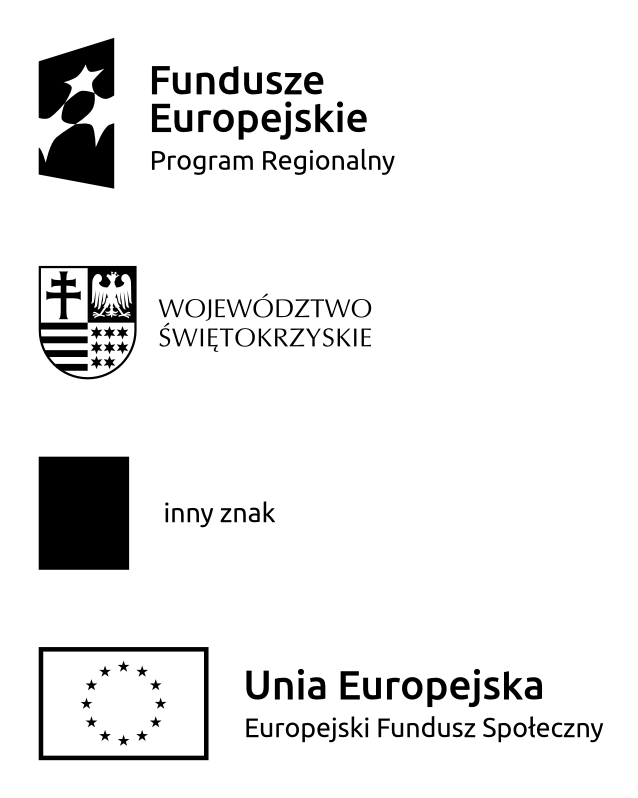 Fundusze
Europejskie
Program Regionalny
WOJEWÓDZTWO
ŚWIĘTOKRZYSKIE
inny znak
Unia Europejska
Europejski Fundusz Społeczny